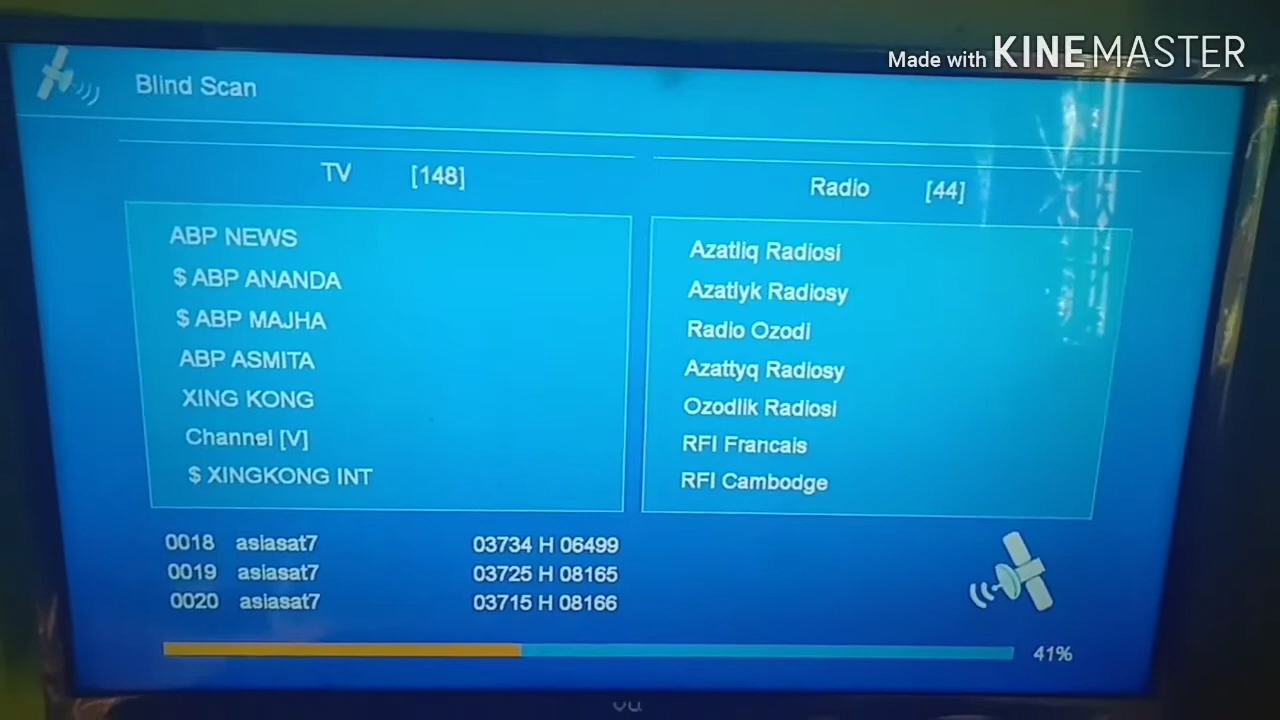 Made with KINEMASTER
Blind Scan
TV [148]
Radio [44]
ABP NEWS
$ ABP ANANDA
$ ABP MAJHA
ABP ASMITA
XING KONG
Channel [V]
$ XINGKONG INT
Azatliq Radiosi
Azatlyk Radiosy
Radio Ozodi
Azattyq Radiosy
Ozodlik Radiosi
RFI Francais
RFI Cambodge
0018 asiasat7 03734 H 06499
0019 asiasat7 03725 H 08165
0020 asiasat7 03715 H 08166
41%
vu